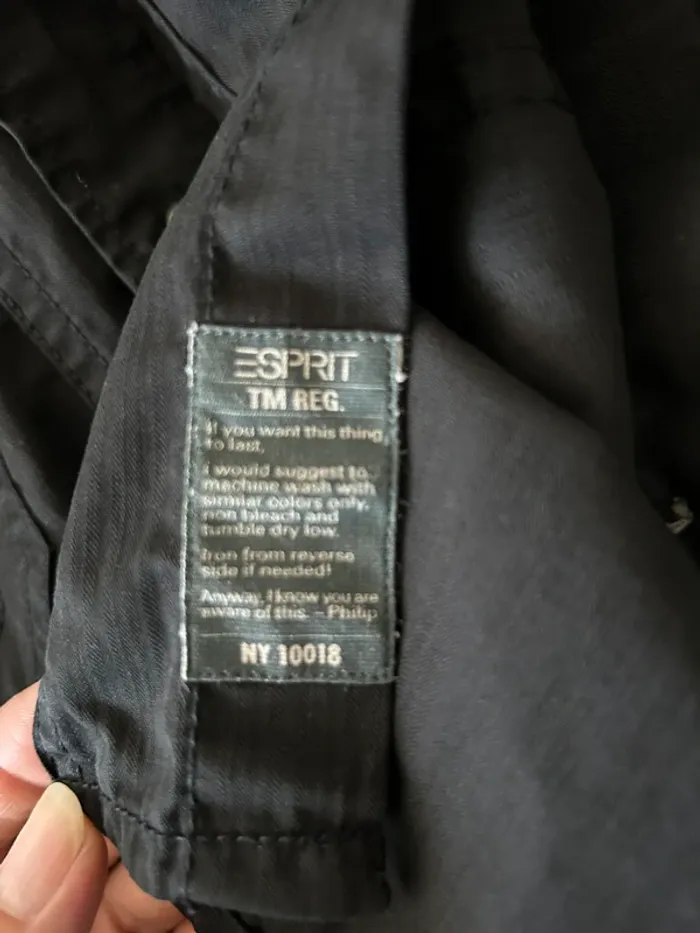 ESPRIT
TM REG.
If you want this thing
to last,
I would suggest to
machine wash with
similar colors only,
non bleach and
tumble dry low.
Iron from reverse
side if needed!
Anyway, I know you are
aware of this. – Philip
NY 10018